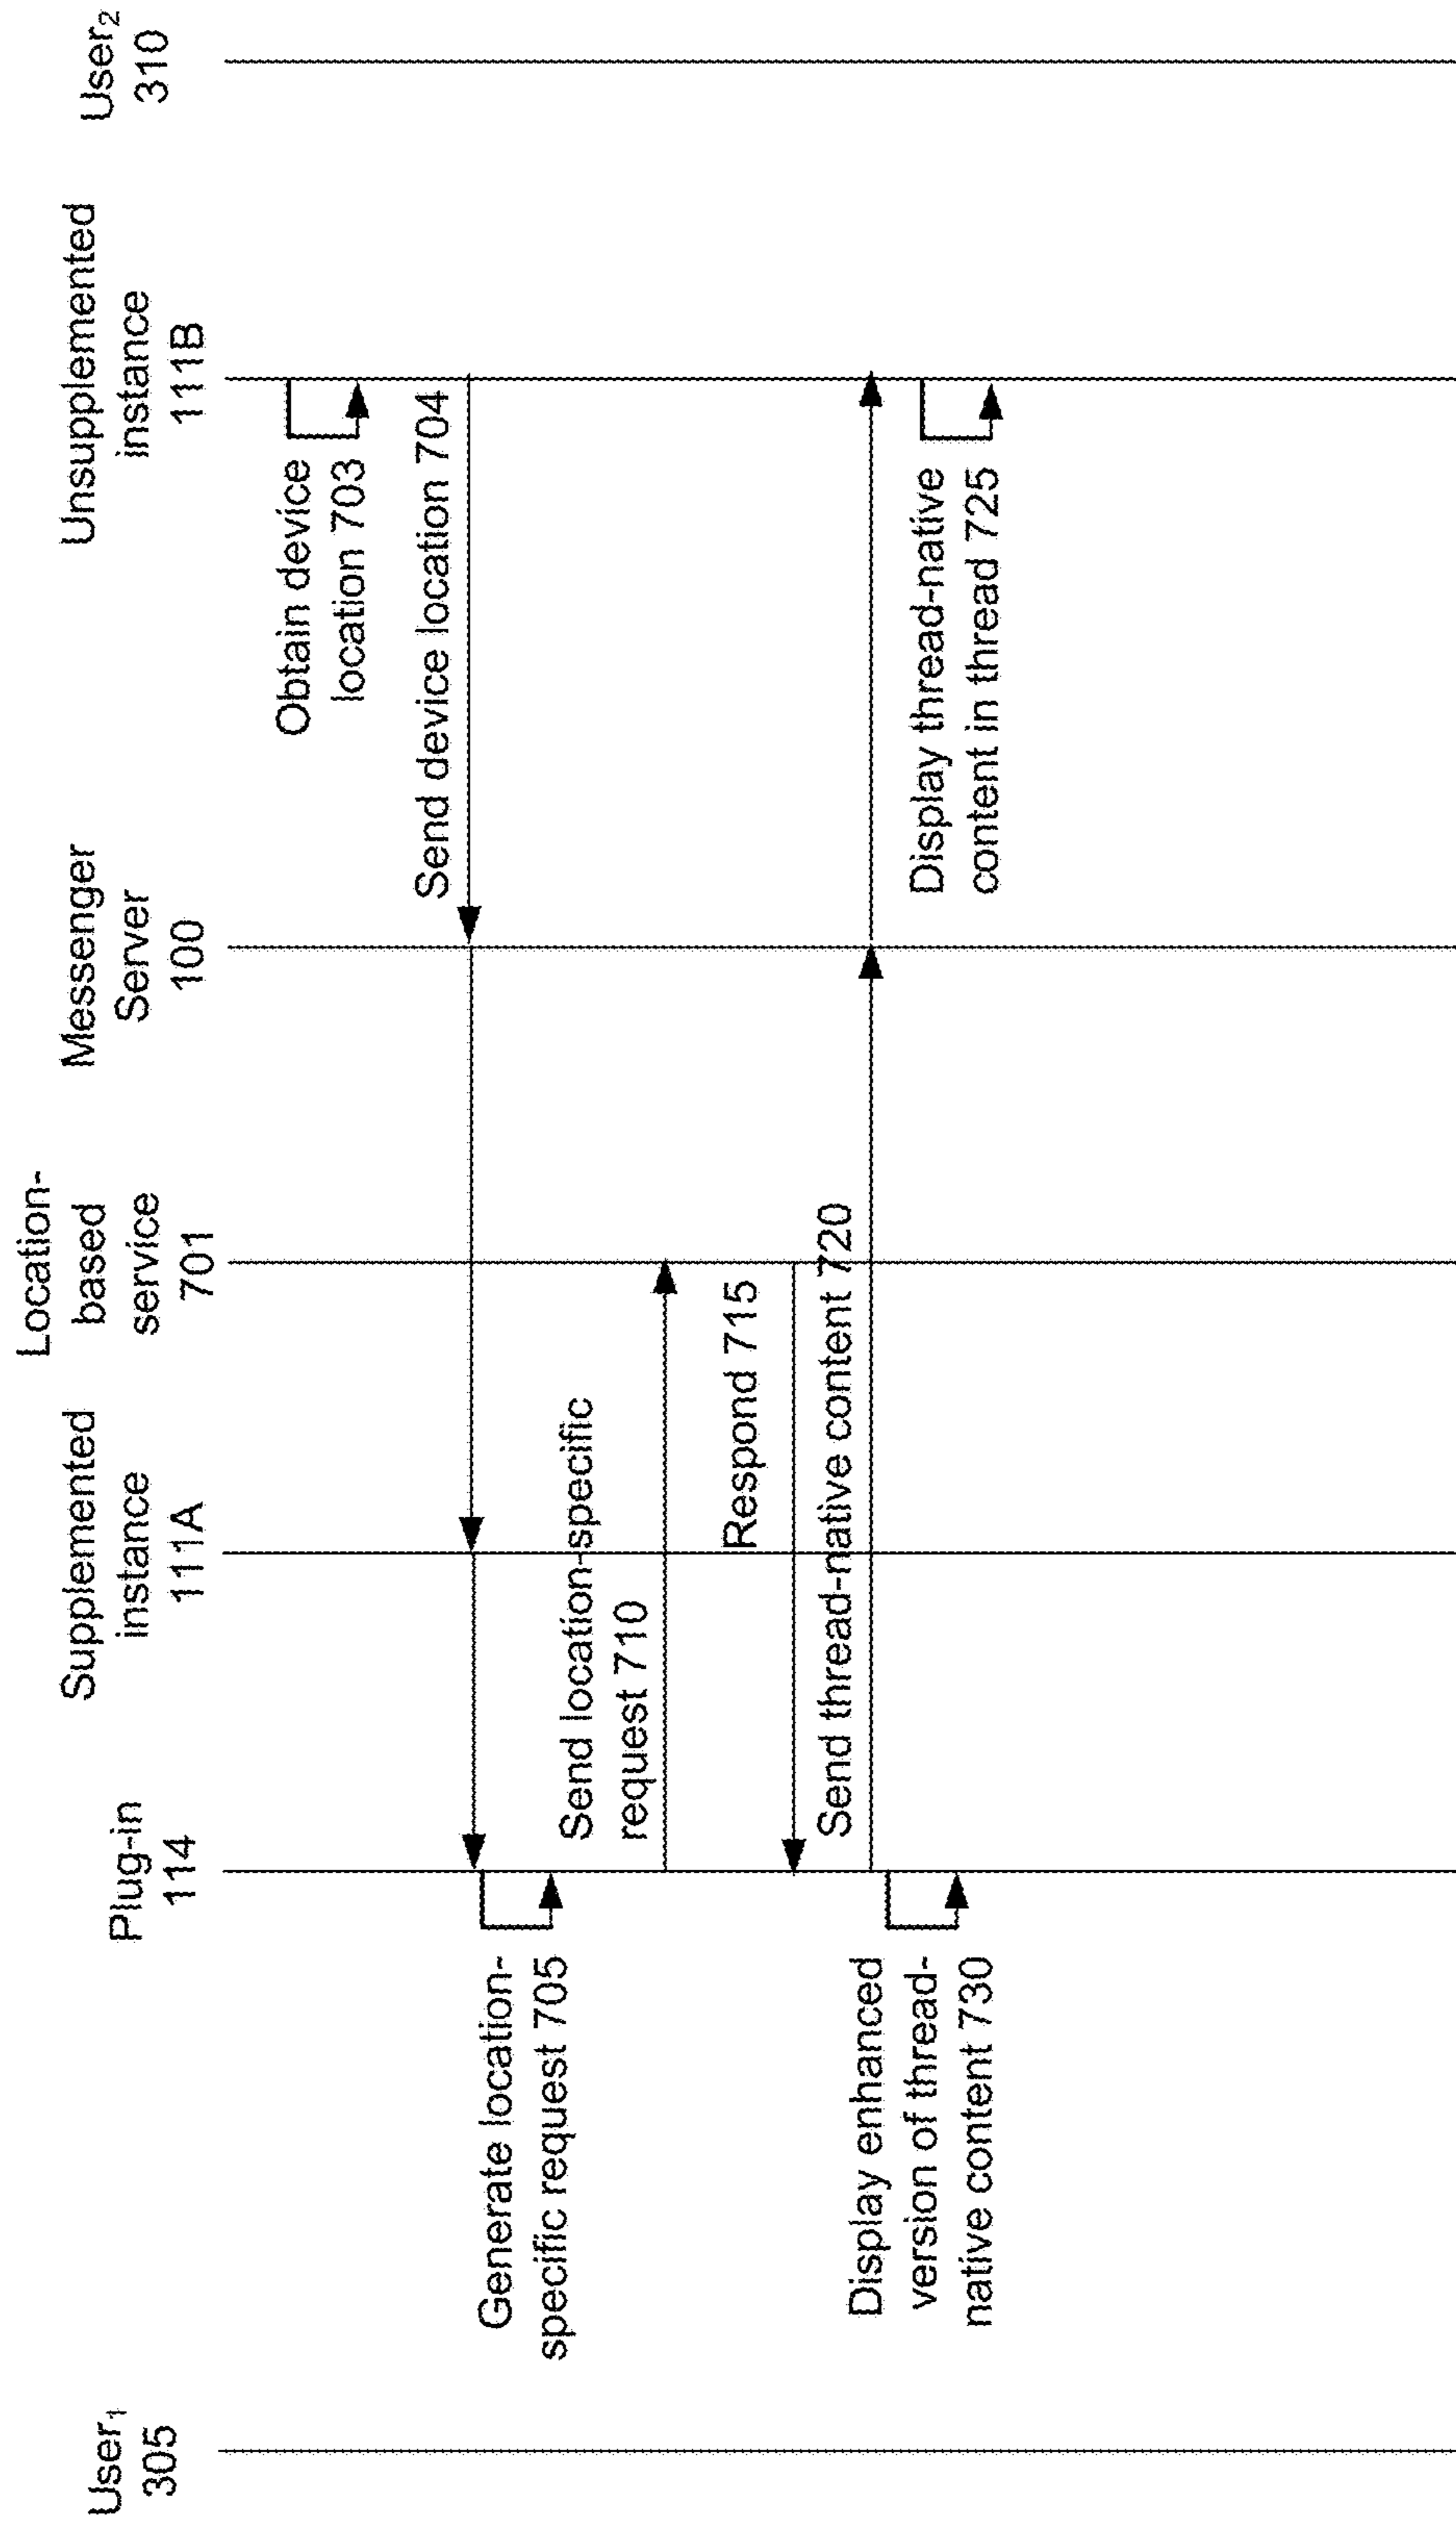 User₁
305
Plug-in
114
Supplemented
instance
111A
Location-
based
service
701
Messenger
Server
100
Unsupplemented
instance
111B
User₂
310
Obtain device
location 703
Send device location 704
Generate location-
specific request 705
Send location-specific
request 710
Respond 715
Send thread-native content 720
Display enhanced
version of thread-
native content 730
Display thread-native
content in thread 725